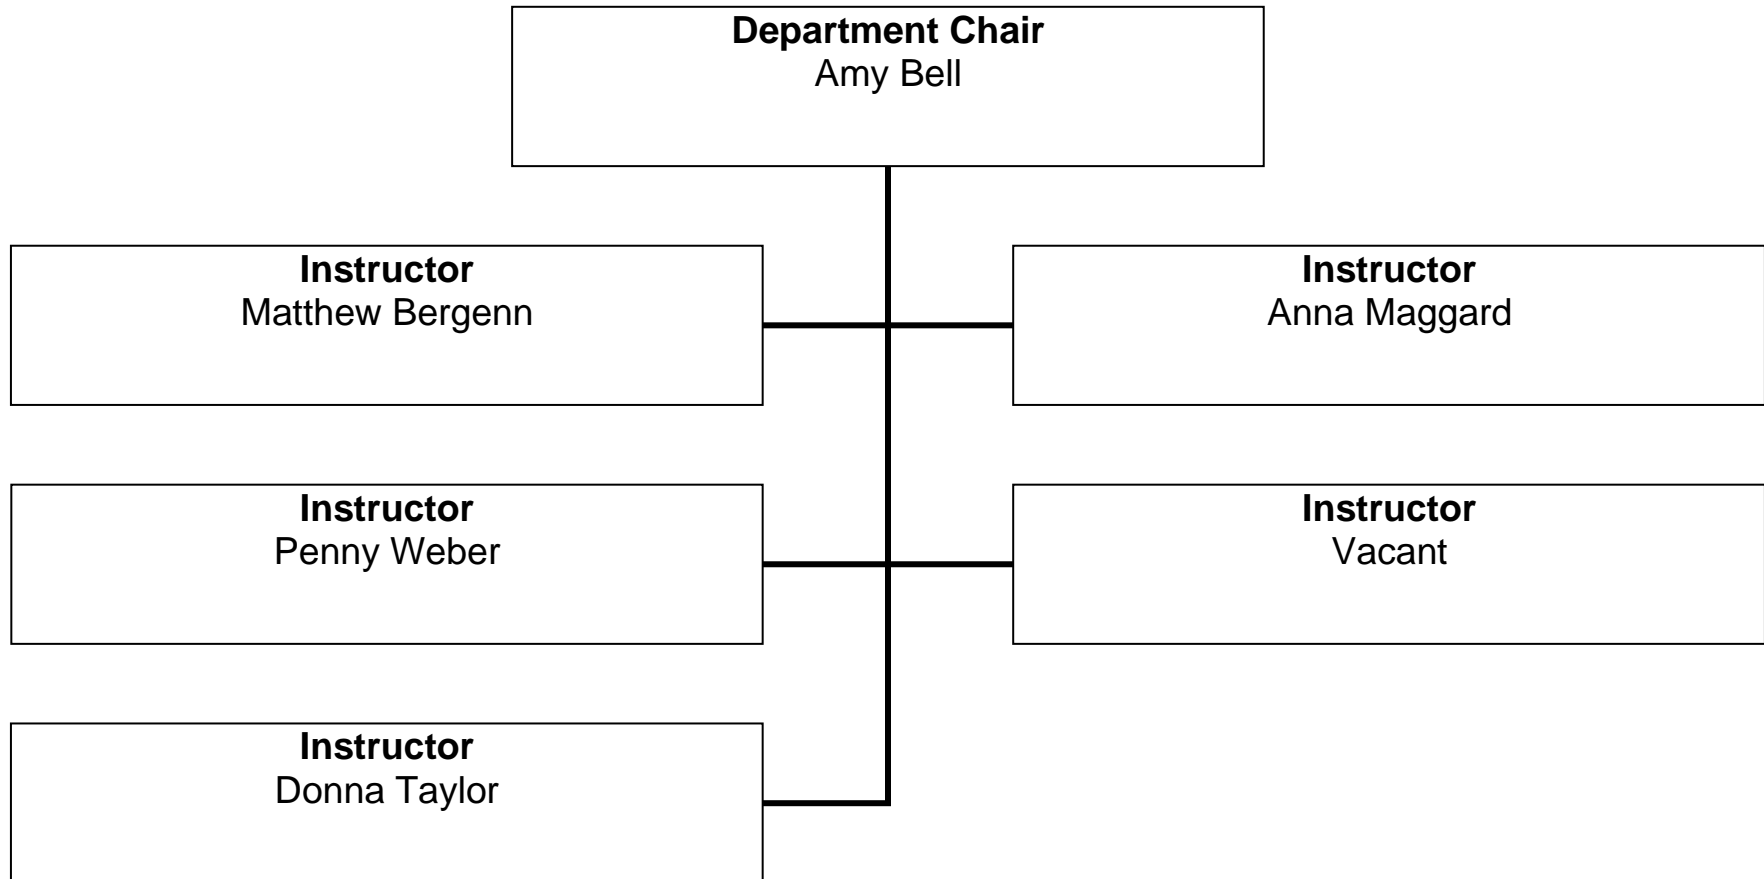 Department Chair
Amy Bell
Instructor
Matthew Bergenn
Instructor
Anna Maggard
Instructor
Penny Weber
Instructor
Vacant
Instructor
Donna Taylor